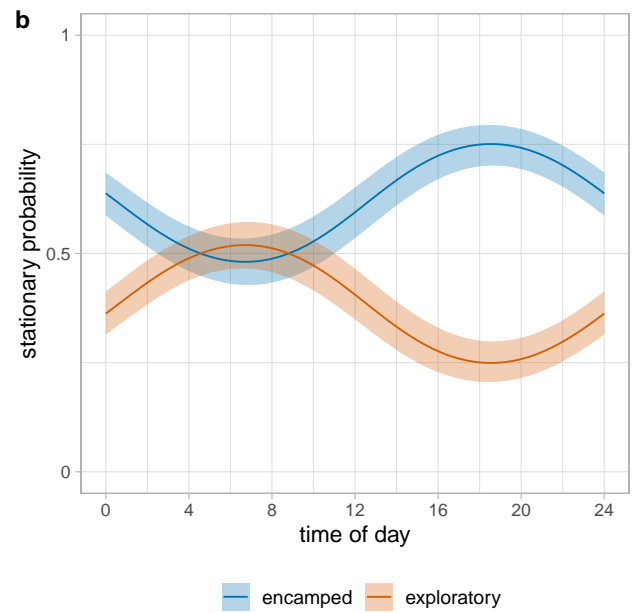 b
1
0.5
0
stationary probability
0 4 8 12 16 20 24
time of day
encamped exploratory